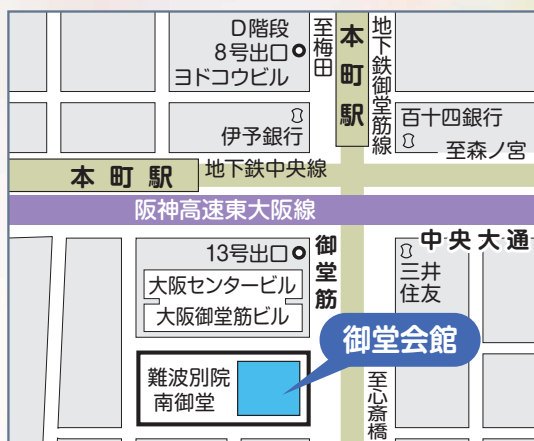 D階段
8号出口
ヨドコウビル
至梅田
本町駅
地下鉄御堂筋線
伊予銀行
百十四銀行
至森ノ宮
本町駅
地下鉄中央線
阪神高速東大阪線
13号出口
御堂筋
中央大通
三井
住友
大阪センタービル
大阪御堂筋ビル
御堂会館
難波別院
南御堂
至心斎橋